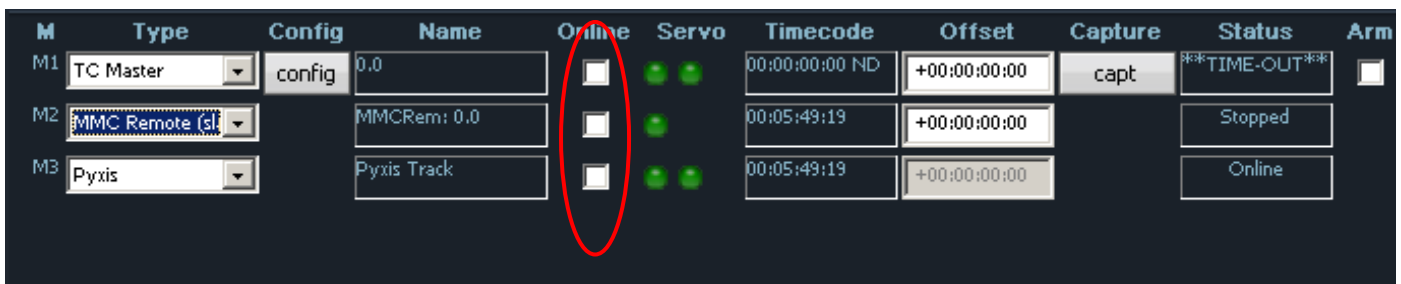 M Type Config Name Online Servo Timecode Offset Capture Status Arm
M1 TC Master config 0.0 00:00:00:00 ND +00:00:00:00 capt **TIME-OUT**
M2 MMC Remote (sl. MMCRem: 0.0 00:05:49:19 +00:00:00:00 Stopped
M3 Pyxis Pyxis Track 00:05:49:19 +00:00:00:00 Online